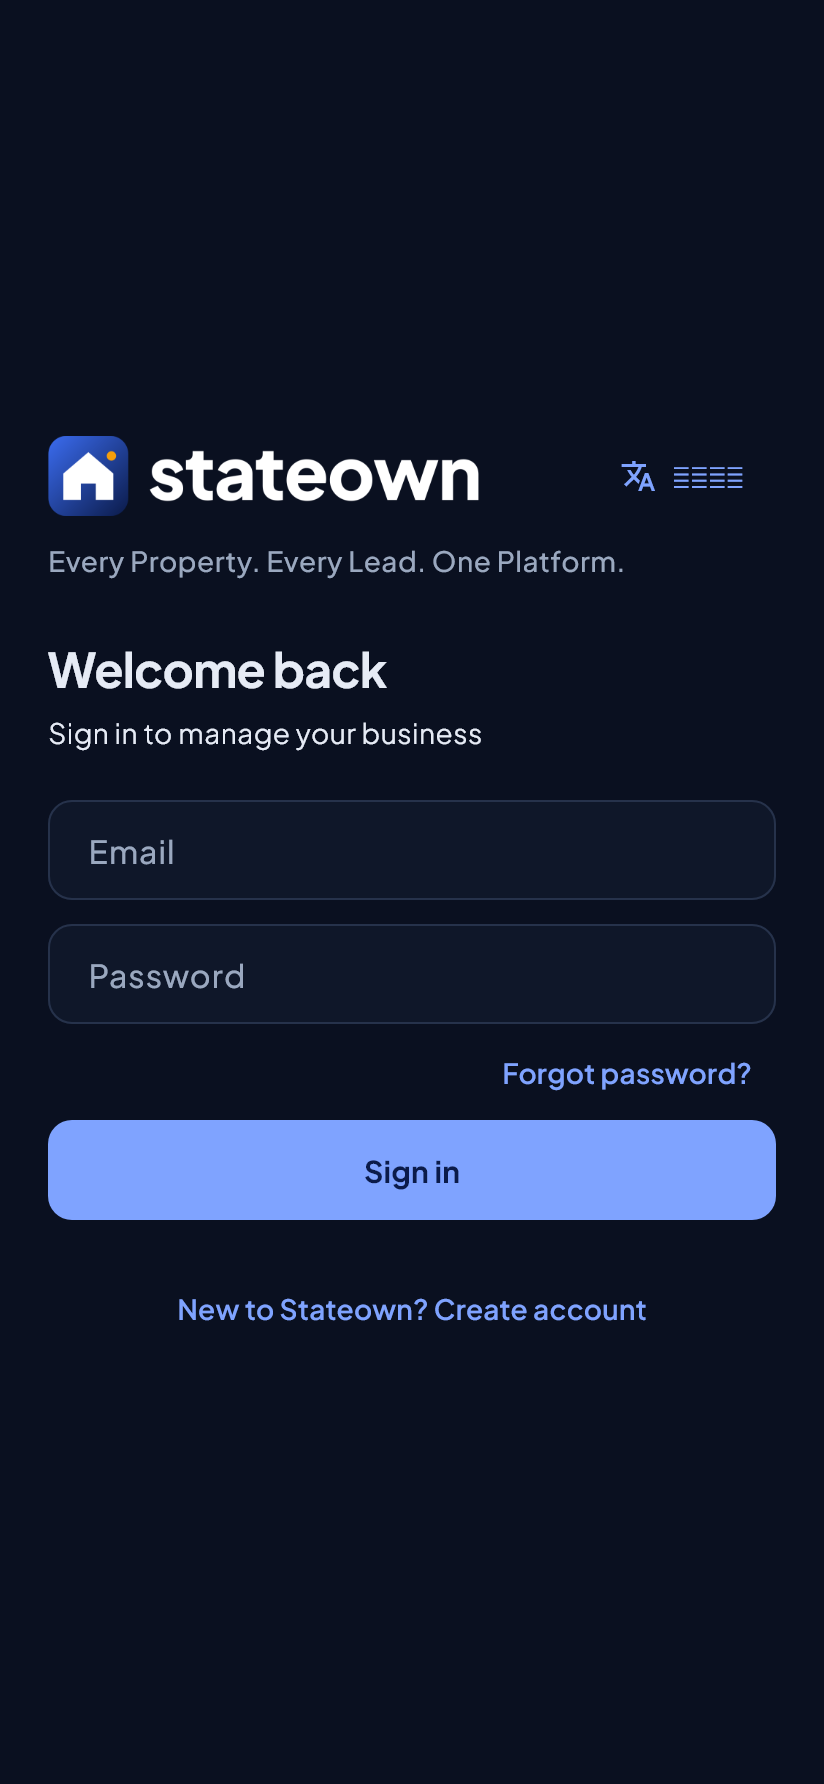 stateown
Every Property. Every Lead. One Platform.
Welcome back
Sign in to manage your business
Email
Password
Forgot password?
Sign in
New to Stateown? Create account